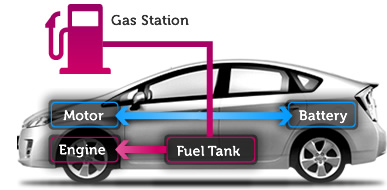 Gas Station
Motor
Battery
Engine
Fuel Tank